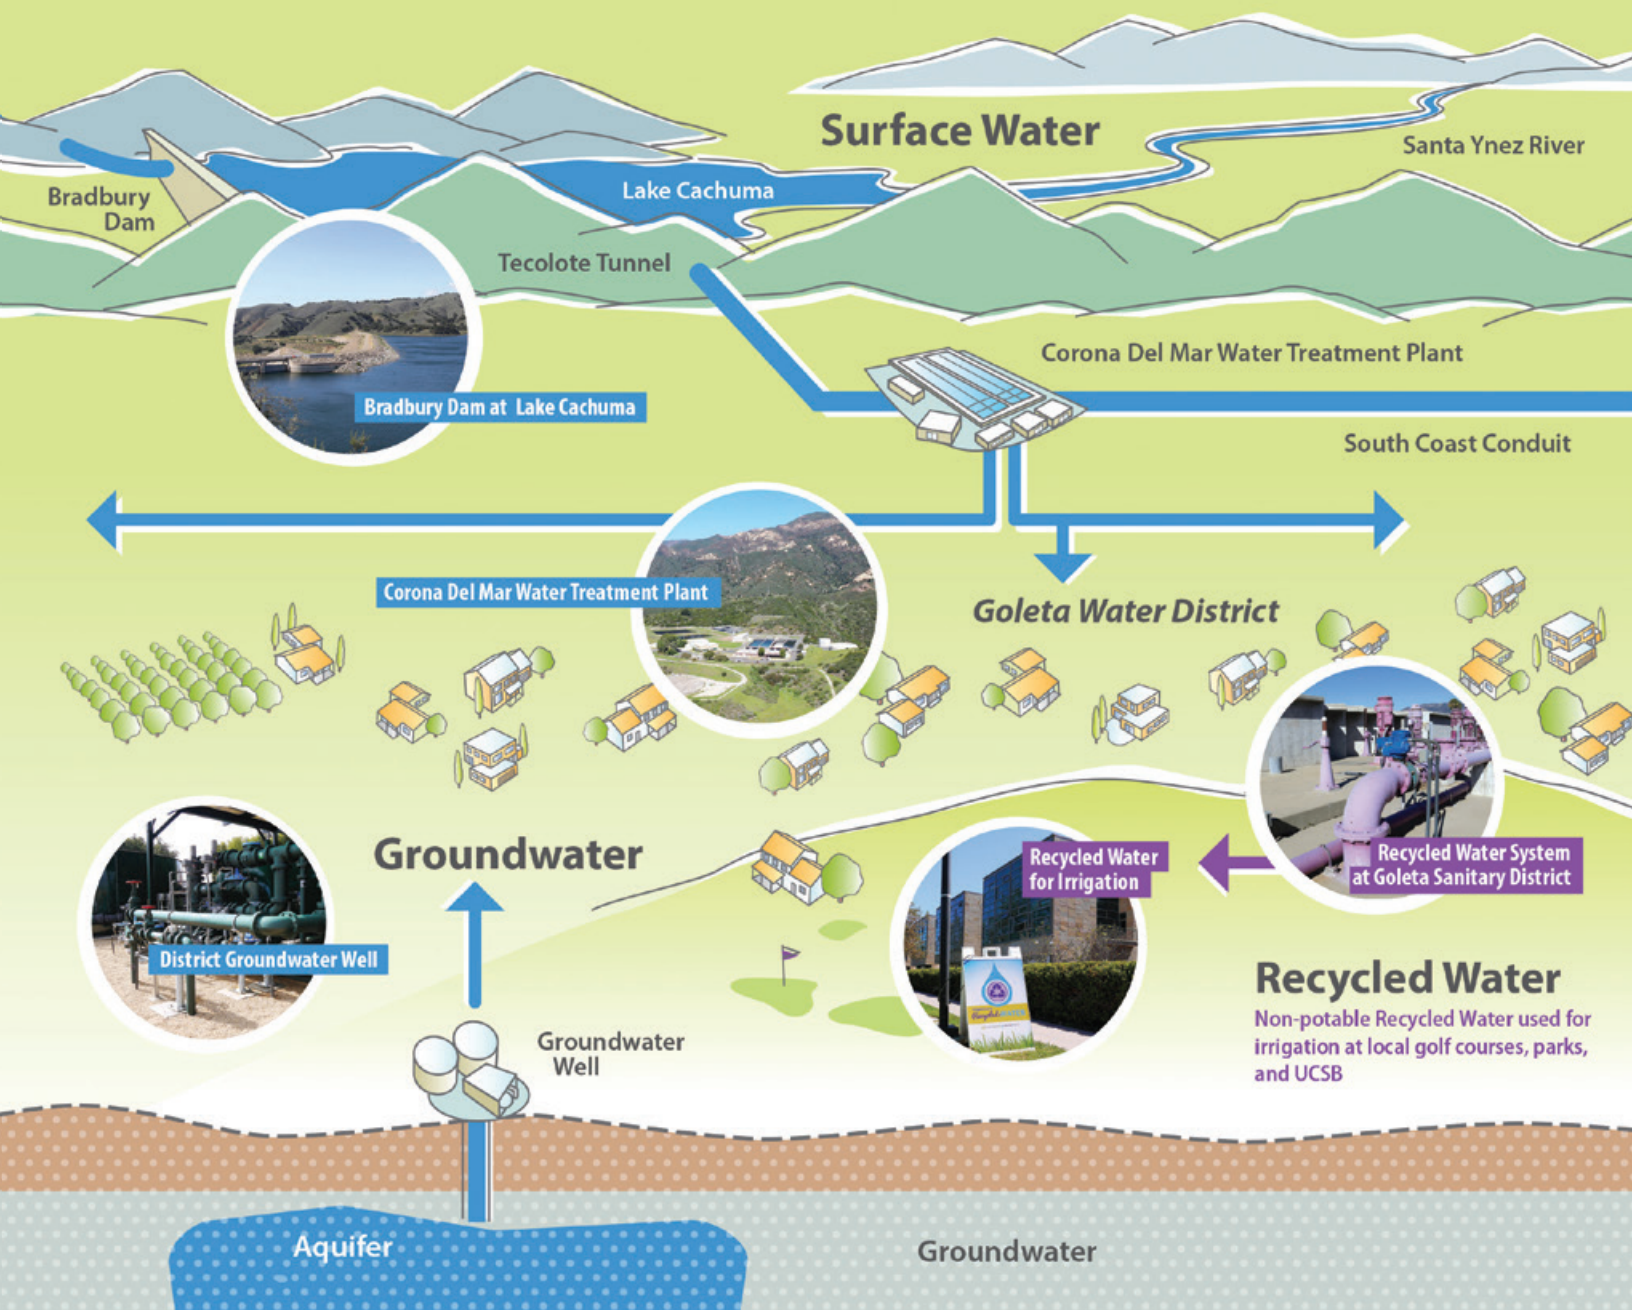 Surface Water
Santa Ynez River
Bradbury
Dam
Lake Cachuma
Tecolote Tunnel
Corona Del Mar Water Treatment Plant
Bradbury Dam at Lake Cachuma
South Coast Conduit
Corona Del Mar Water Treatment Plant
Goleta Water District
Groundwater
Recycled Water
for Irrigation
Recycled Water System
at Goleta Sanitary District
District Groundwater Well
Recycled Water
Non-potable Recycled Water used for
irrigation at local golf courses, parks,
and UCSB
Groundwater
Well
Aquifer
Groundwater